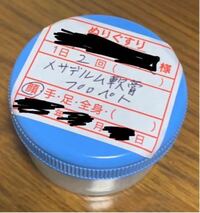 ぬりぐすり
様
1日2回( )
メサデルム軟膏
プロペト
顔・手・足・全身・( )
年 月